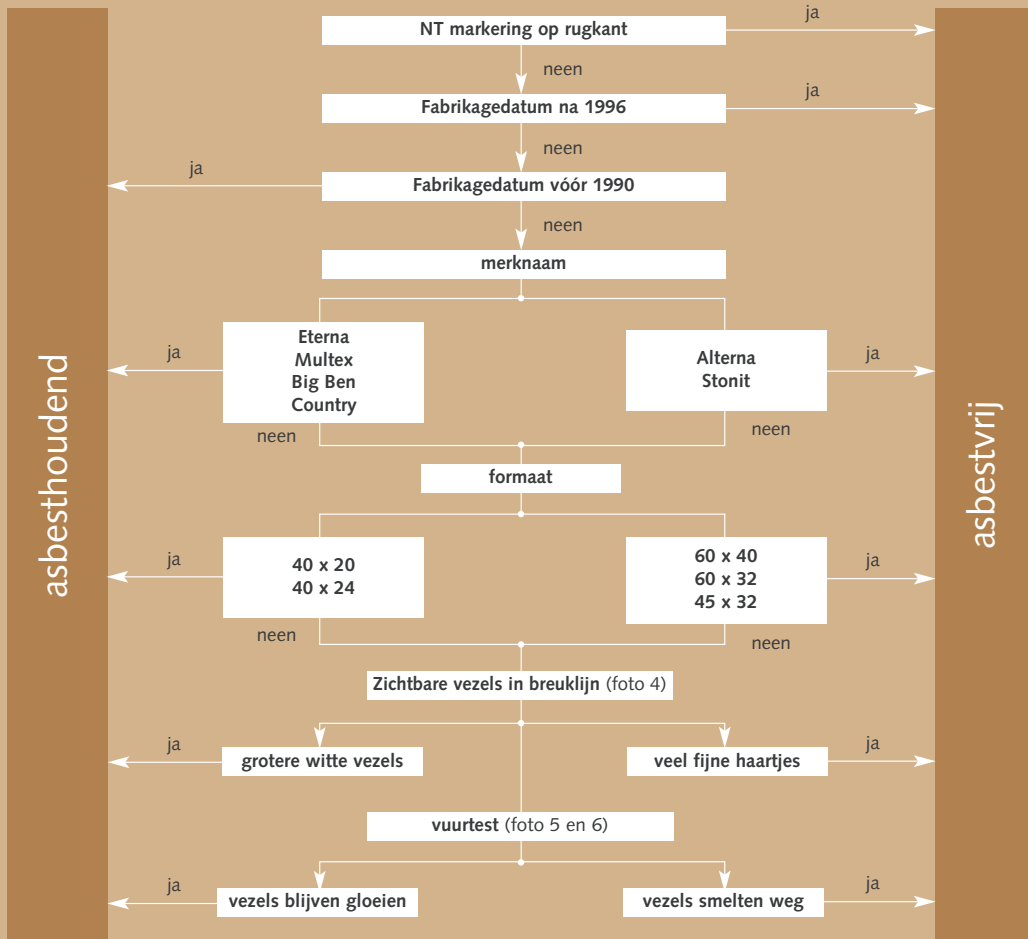 NT markering op rugkant
ja
neen
Fabrikagedatum na 1996
ja
neen
ja
Fabrikagedatum vóór 1990
neen
merknaam
ja
Eterna
Multex
Big Ben
Country
neen
Alterna
Stonit
ja
neen
formaat
ja
40 x 20
40 x 24
neen
60 x 40
60 x 32
45 x 32
ja
neen
Zichtbare vezels in breuklijn (foto 4)
ja
grotere witte vezels
veel fijne haartjes
ja
vuurtest (foto 5 en 6)
ja
vezels blijven gloeien
vezels smelten weg
ja
asbesthoudend
asbestvrij